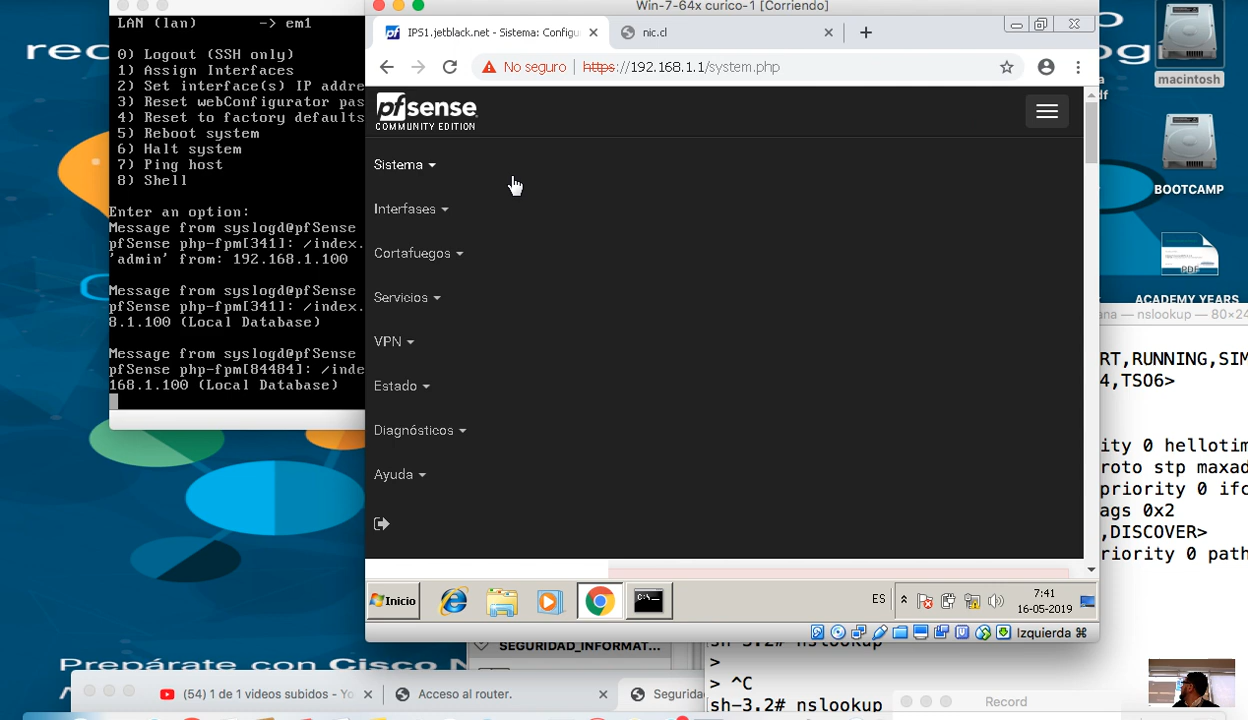 Win-7-64x curico-1 [Corriendo]
IPS1.jetblack.net - Sistema: Configu
nic.cl
No seguro
https://192.168.1.1/system.php
pfsense
COMMUNITY EDITION
Sistema
Interfases
Cortafuegos
Servicios
VPN
Estado
Diagnósticos
Ayuda
Inicio
ES
7:41
16-05-2019
Izquierda ⌘
LAN (lan) -> em1
0) Logout (SSH only)
1) Assign Interfaces
2) Set interface(s) IP addre
3) Reset webConfigurator pas
4) Reset to factory defaults
5) Reboot system
6) Halt system
7) Ping host
8) Shell
Enter an option:
Message from syslogd@pfSense
pfSense php-fpm[341]: /index.
'admin' from: 192.168.1.100
Message from syslogd@pfSense
pfSense php-fpm[341]: /index.
8.1.100 (Local Database)
Message from syslogd@pfSense
pfSense php-fpm[84484]: /inde
168.1.100 (Local Database)
macintosh
BOOTCAMP
PDF
ACADEMY YEARS
ana — nslookup — 80×24
RT,RUNNING,SIM
4,TSO6>
ity 0 hellotim
roto stp maxad
priority 0 ifc
ags 0x2
,DISCOVER>
riority 0 path
SEGURIDAD_INFORMAT...
sh-3.2# nslookup
>
> ^C
sh-3.2# nslookup
Prepárate con Cisco N
(54) 1 de 1 videos subidos - Yo
Acceso al router.
Segurida
Record